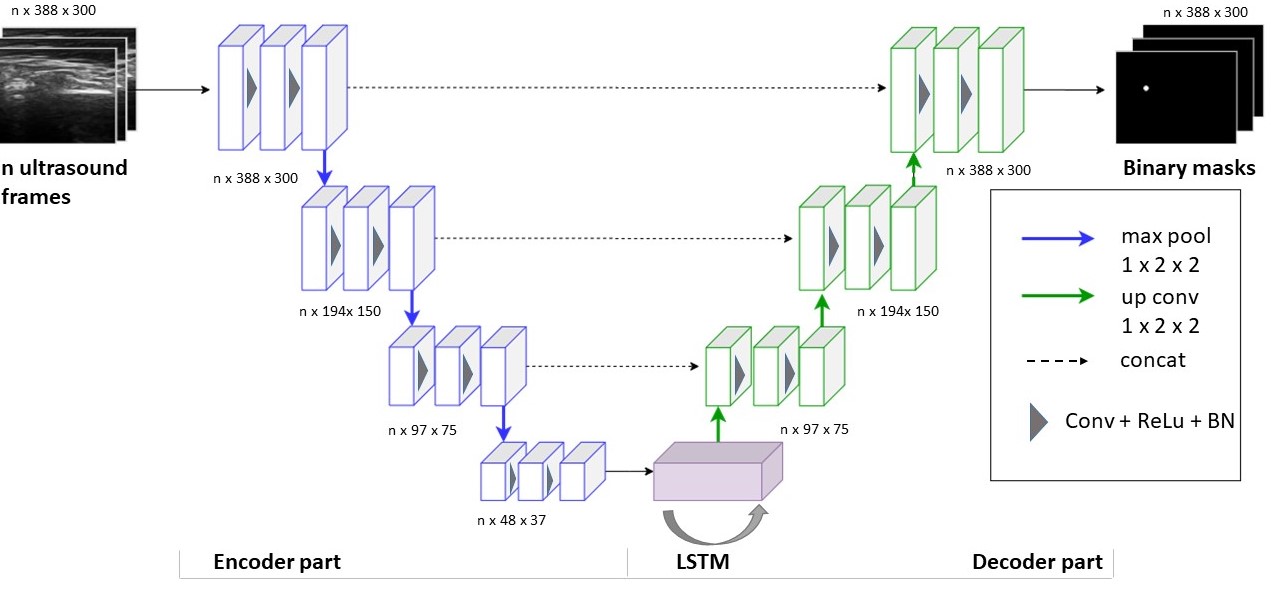 n x 388 x 300
n x 388 x 300
n ultrasound
frames
Binary masks
n x 388 x 300
n x 388 x 300
max pool
1 x 2 x 2
up conv
1 x 2 x 2
concat
Conv + ReLu + BN
n x 194x 150
n x 194x 150
n x 97 x 75
n x 97 x 75
n x 48 x 37
Encoder part
LSTM
Decoder part